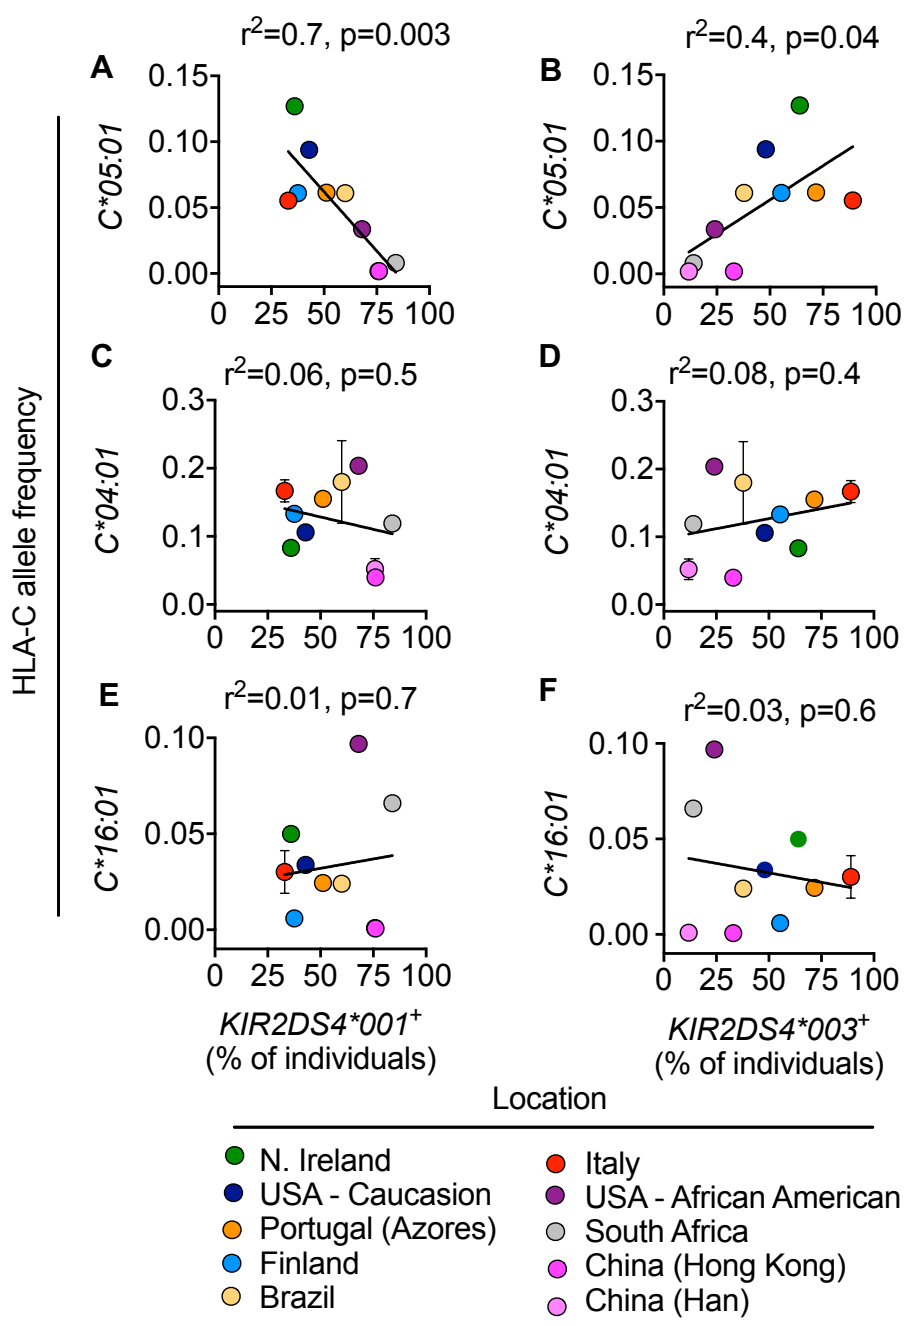 r²=0.7, p=0.003
A
0.15
0.10
0.05
0.00
C*05:01
0 25 50 75 100
r²=0.4, p=0.04
B
0.15
0.10
0.05
0.00
C*05:01
0 25 50 75 100
HLA-C allele frequency
C
r²=0.06, p=0.5
0.3
0.2
0.1
0.0
C*04:01
0 25 50 75 100
D
r²=0.08, p=0.4
0.3
0.2
0.1
0.0
C*04:01
0 25 50 75 100
E
r²=0.01, p=0.7
0.10
0.05
0.00
C*16:01
0 25 50 75 100
KIR2DS4*001⁺
(% of individuals)
F
r²=0.03, p=0.6
0.10
0.05
0.00
C*16:01
0 25 50 75 100
KIR2DS4*003⁺
(% of individuals)
Location
N. Ireland
USA - Caucasion
Portugal (Azores)
Finland
Brazil
Italy
USA - African American
South Africa
China (Hong Kong)
China (Han)